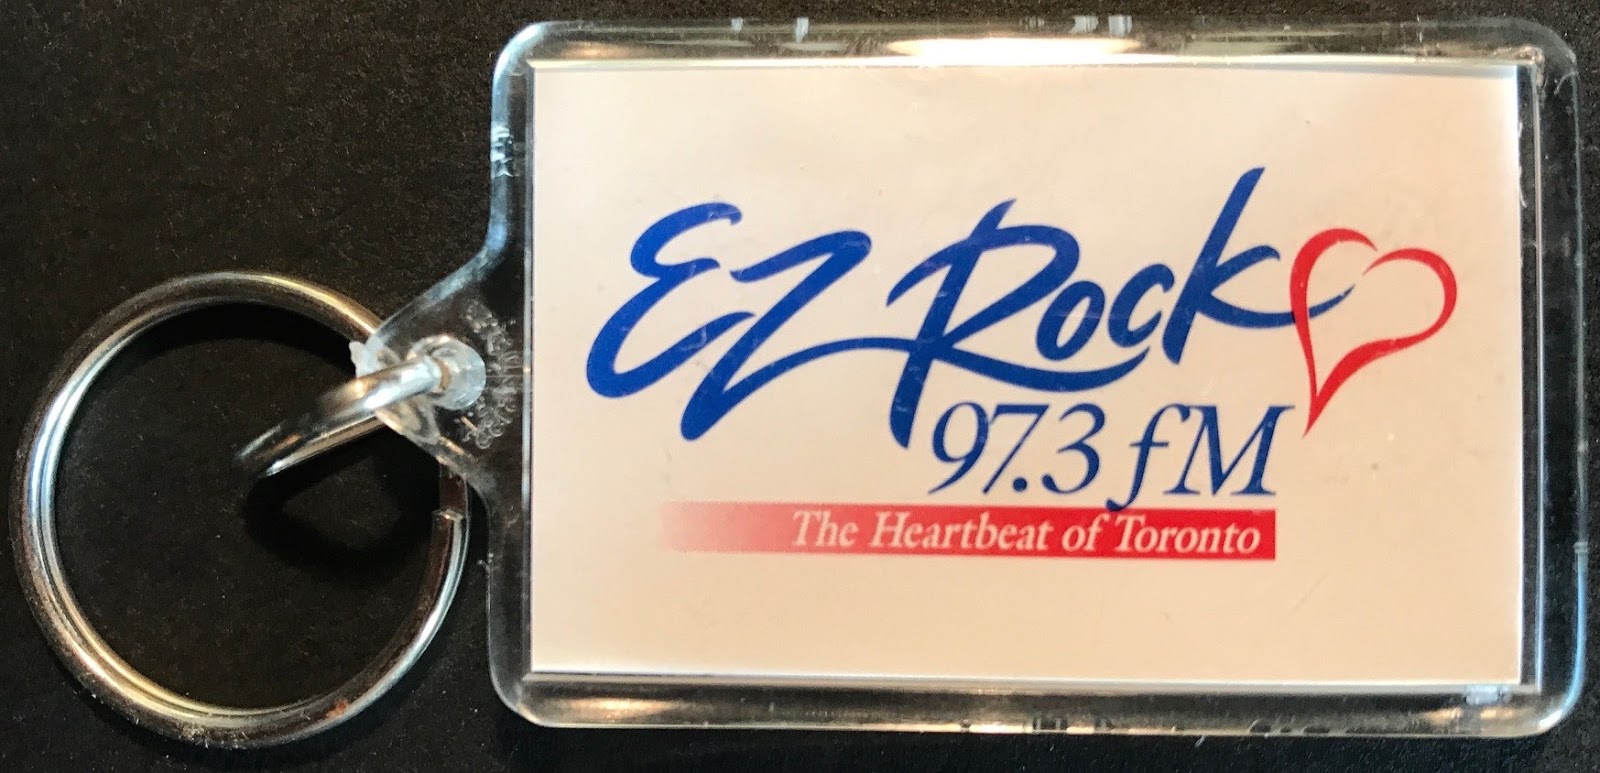 EZ Rock
97.3 fM
The Heartbeat of Toronto